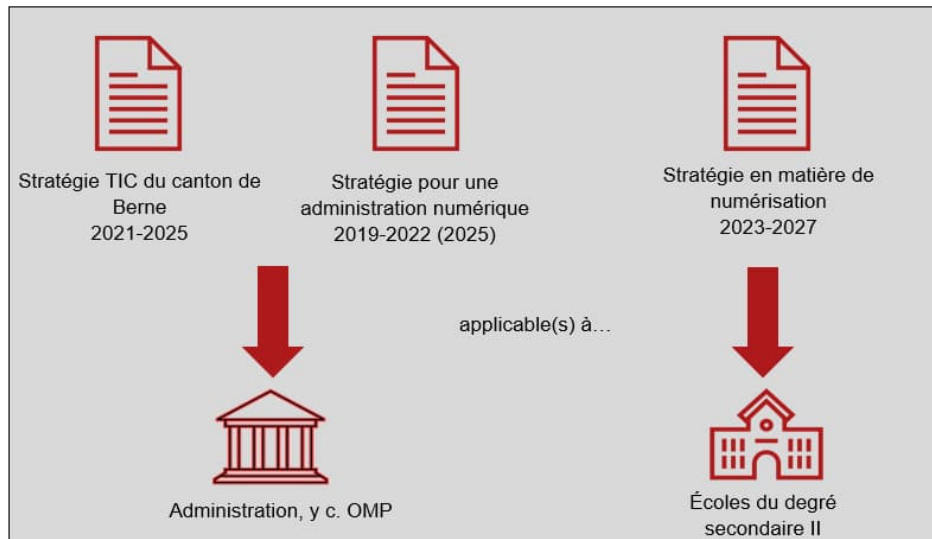 Stratégie TIC du canton de
Berne
2021-2025
Stratégie pour une
administration numérique
2019-2022 (2025)
Stratégie en matière de
numérisation
2023-2027
applicable(s) à…
Administration, y c. OMP
Écoles du degré
secondaire II